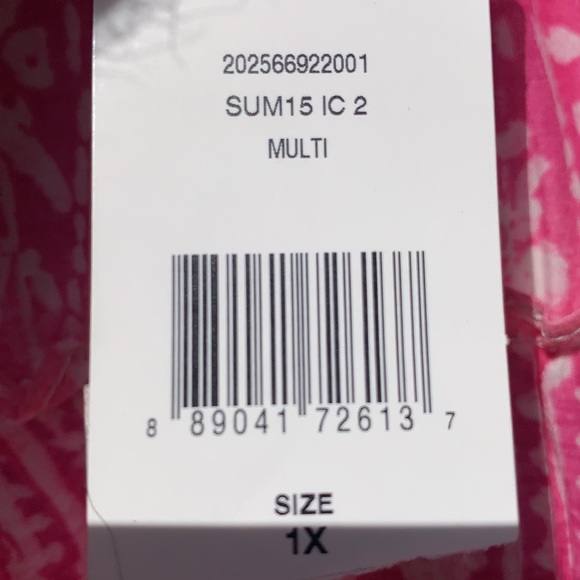 202566922001
SUM15 IC 2
MULTI
8 89041 72613 7
SIZE
1X